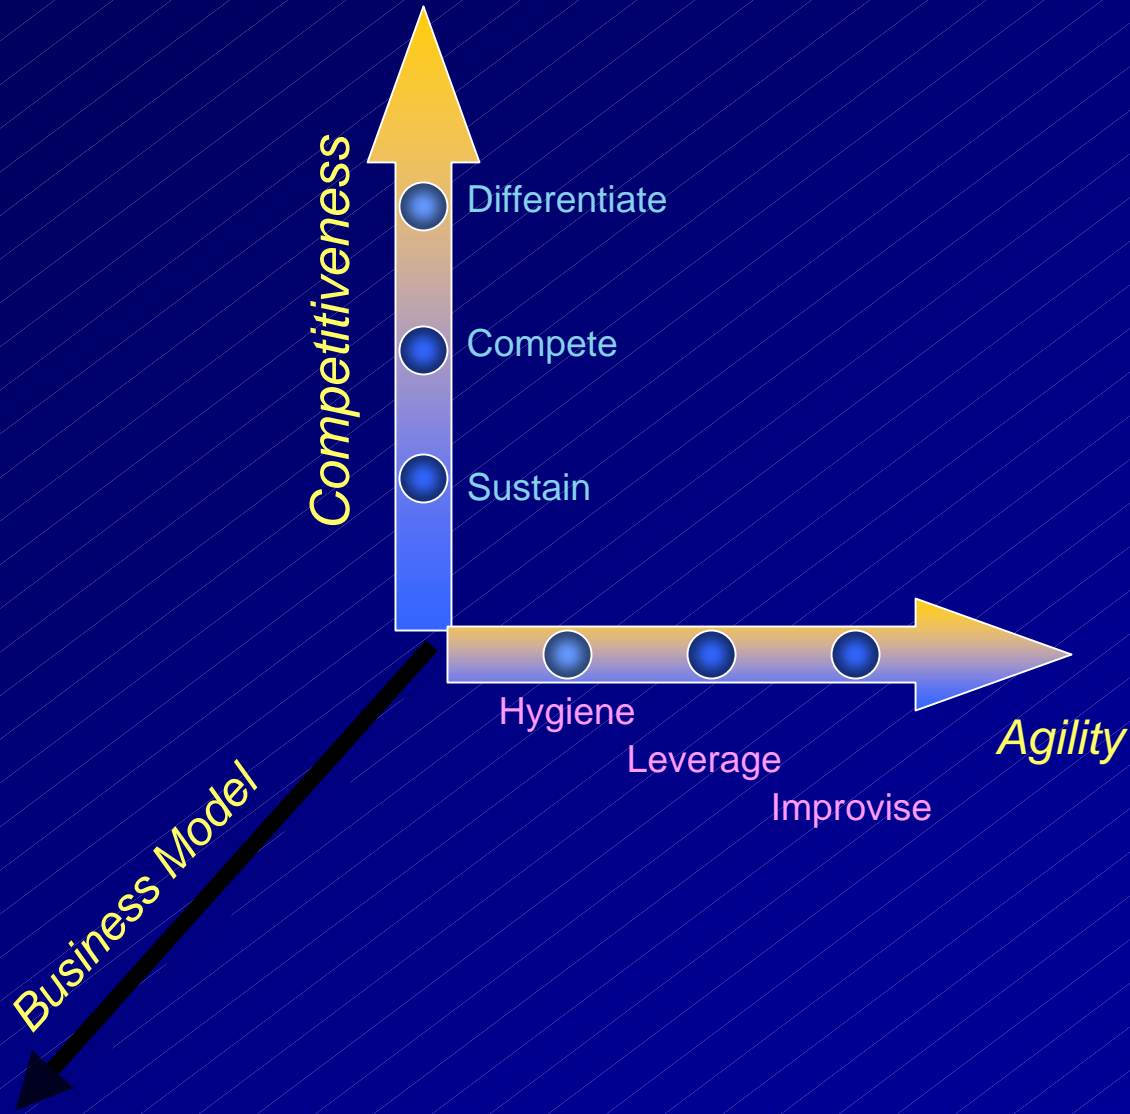 Competitiveness
Differentiate
Compete
Sustain
Hygiene
Leverage
Improvise
Agility
Business Model